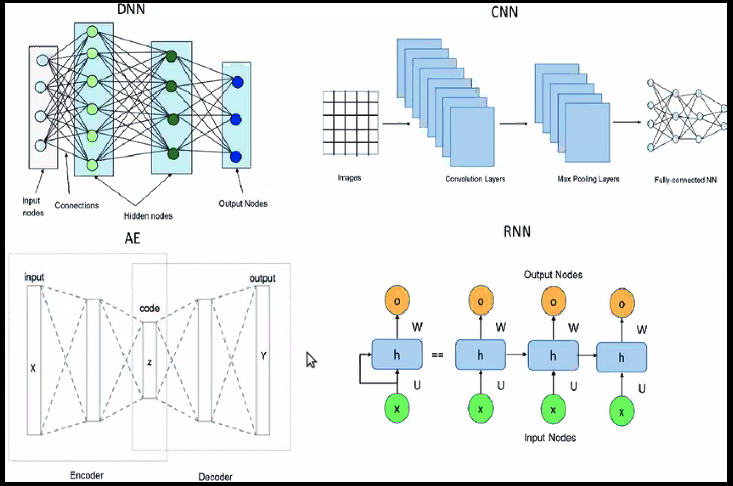 DNN
Input
nodes
Connections
Hidden nodes
Output Nodes
CNN
Images
Convolution Layers
Max Pooling Layers
Fully-connected NN
AE
input
output
code
X
z
Y
Encoder
Decoder
RNN
Output Nodes
o o o o
W W W W
h == h h h
U U U U
x x x x
Input Nodes